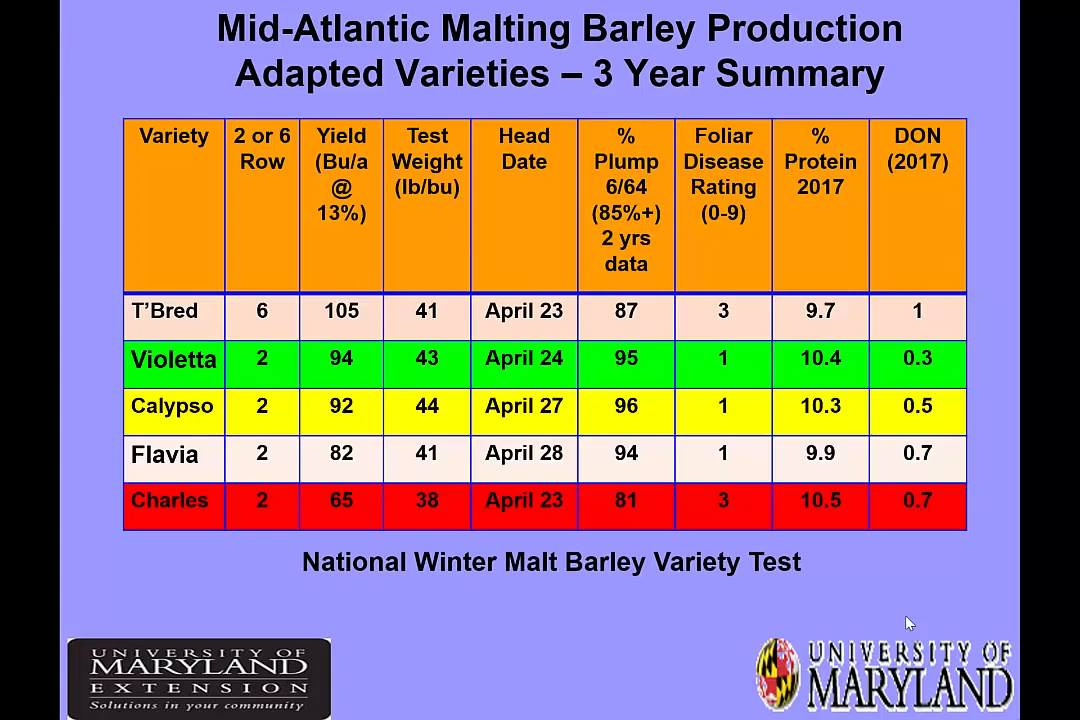 Mid-Atlantic Malting Barley Production
Adapted Varieties – 3 Year Summary
Variety 2 or 6 Row Yield (Bu/a @ 13%) Test Weight (lb/bu) Head Date % Plump 6/64 (85%+) 2 yrs data Foliar Disease Rating (0-9) % Protein 2017 DON (2017)
T’Bred 6 105 41 April 23 87 3 9.7 1
Violetta 2 94 43 April 24 95 1 10.4 0.3
Calypso 2 92 44 April 27 96 1 10.3 0.5
Flavia 2 82 41 April 28 94 1 9.9 0.7
Charles 2 65 38 April 23 81 3 10.5 0.7
National Winter Malt Barley Variety Test
UNIVERSITY OF
MARYLAND
EXTENSION
Solutions in your community
UNIVERSITY OF
MARYLAND